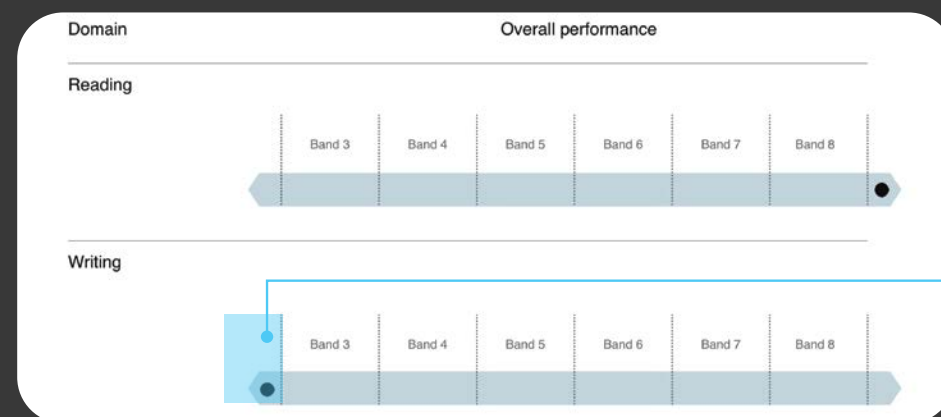 Domain Overall performance
Reading
Band 3 Band 4 Band 5 Band 6 Band 7 Band 8
Writing
Band 3 Band 4 Band 5 Band 6 Band 7 Band 8